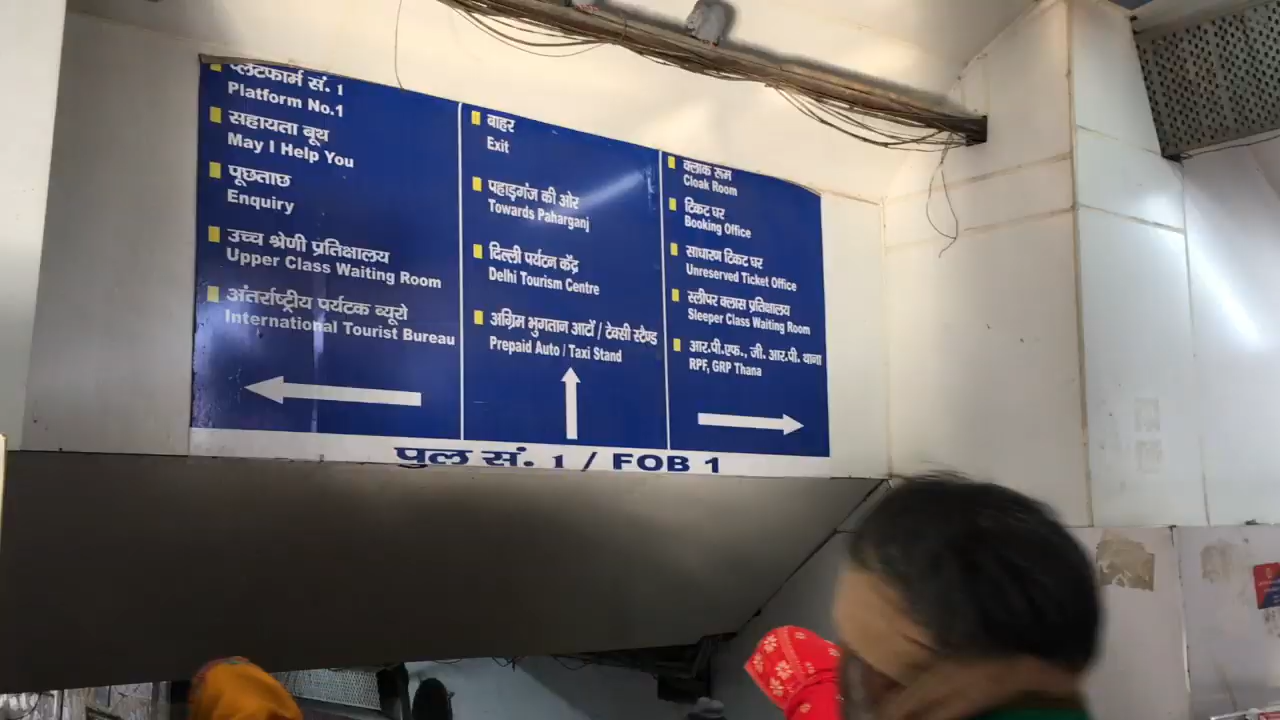 प्लेटफार्म सं. 1
Platform No.1
सहायता बूथ
May I Help You
पूछताछ
Enquiry
उच्च श्रेणी प्रतिक्षालय
Upper Class Waiting Room
अंतर्राष्ट्रीय पर्यटक ब्यूरो
International Tourist Bureau
बाहर
Exit
पहाड़गंज की ओर
Towards Paharganj
दिल्ली पर्यटन केंद्र
Delhi Tourism Centre
अग्रिम भुगतान आटों / टेक्सी स्टैण्ड
Prepaid Auto / Taxi Stand
क्लाक रूम
Cloak Room
टिकट घर
Booking Office
साधारण टिकट घर
Unreserved Ticket Office
स्लीपर क्लास प्रतिक्षालय
Sleeper Class Waiting Room
आर.पी.एफ., जी. आर.पी. थाना
RPF, GRP Thana
पुल सं. 1 / FOB 1